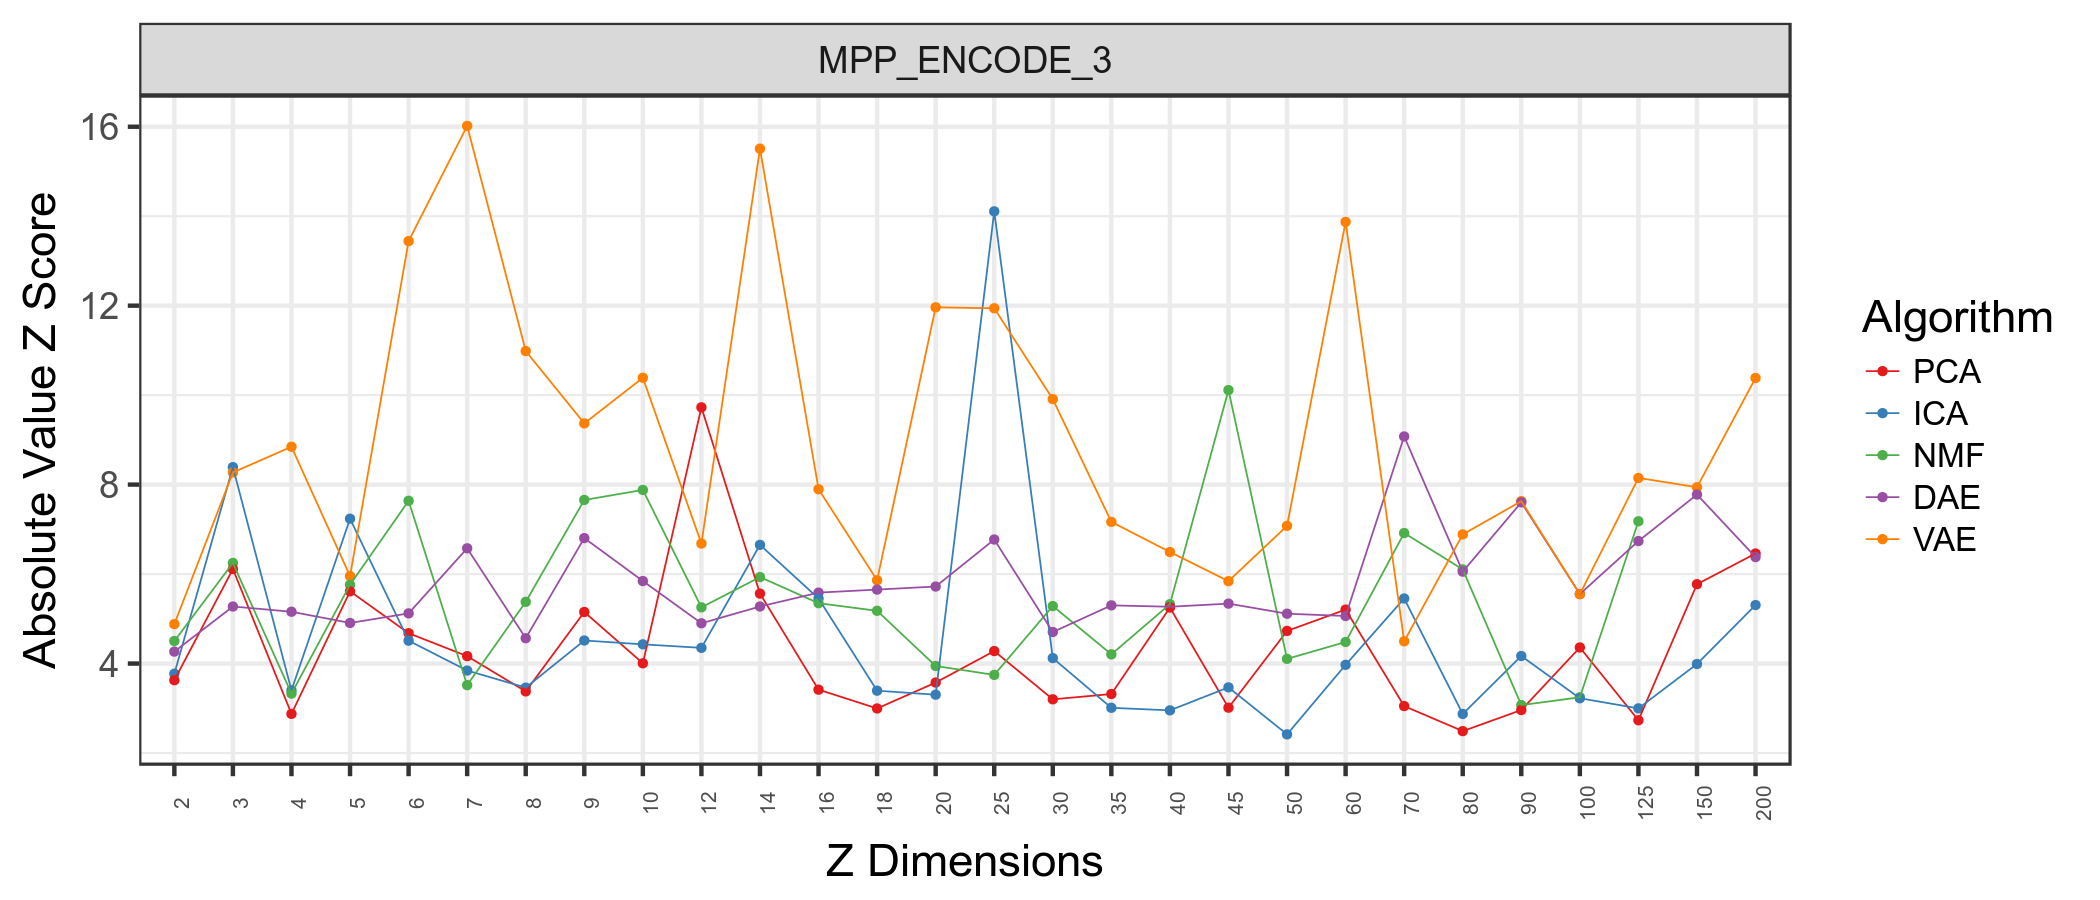 MPP_ENCODE_3
Absolute Value Z Score
16
12
8
4
2 3 4 5 6 7 8 9 10 12 14 16 18 20 25 30 35 40 45 50 60 70 80 90 100 125 150 200
Z Dimensions
Algorithm
PCA
ICA
NMF
DAE
VAE